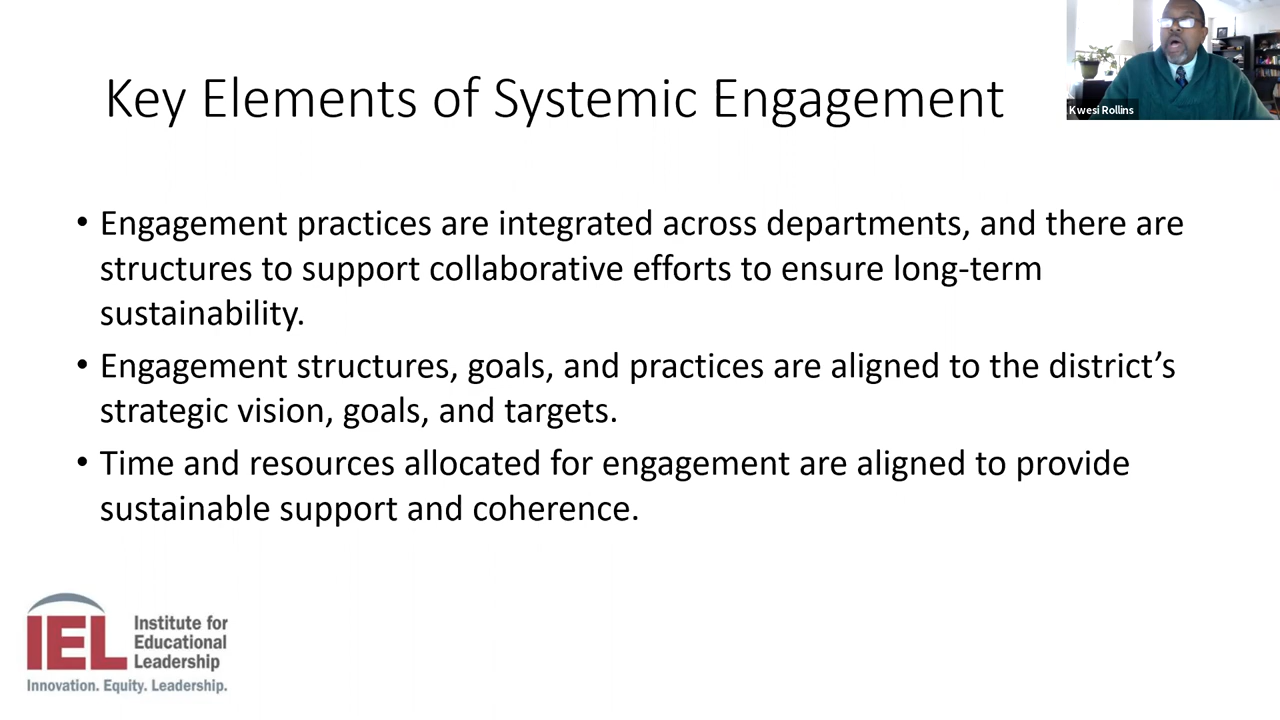 Key Elements of Systemic Engagement
Kwesi Rollins
• Engagement practices are integrated across departments, and there are
structures to support collaborative efforts to ensure long-term
sustainability.
• Engagement structures, goals, and practices are aligned to the district’s
strategic vision, goals, and targets.
• Time and resources allocated for engagement are aligned to provide
sustainable support and coherence.
IEL
Institute for
Educational
Leadership
Innovation. Equity. Leadership.